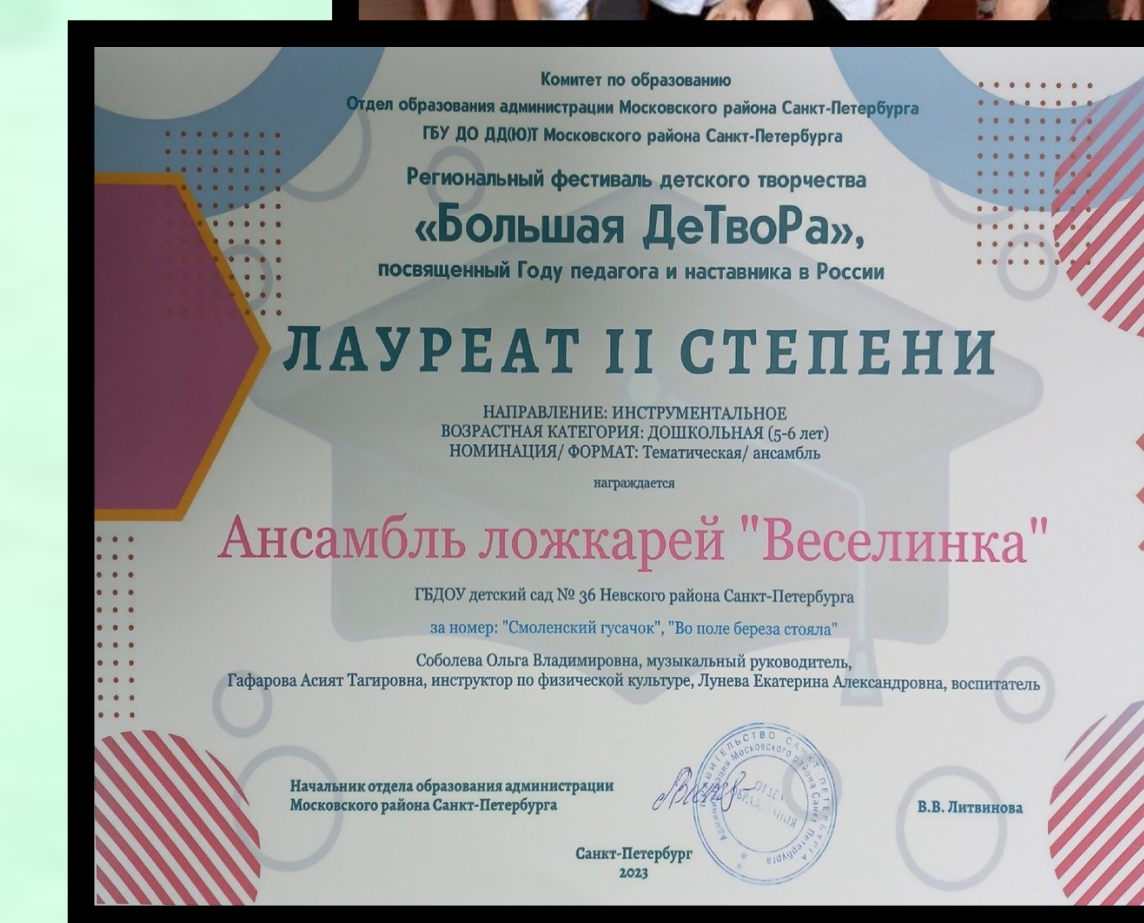 Комитет по образованию
Отдел образования администрации Московского района Санкт-Петербурга
ГБУ ДО ДД(Ю)Т Московского района Санкт-Петербурга
Региональный фестиваль детского творчества
«Большая ДеТвоРа»,
посвященный Году педагога и наставника в России
ЛАУРЕАТ II СТЕПЕНИ
НАПРАВЛЕНИЕ: ИНСТРУМЕНТАЛЬНОЕ
ВОЗРАСТНАЯ КАТЕГОРИЯ: ДОШКОЛЬНАЯ (5-6 лет)
НОМИНАЦИЯ/ ФОРМАТ: Тематическая/ ансамбль
награждается
Ансамбль ложкарей "Веселинка"
ГБДОУ детский сад № 36 Невского района Санкт-Петербурга
за номер: "Смоленский гусачок", "Во поле береза стояла"
Соболева Ольга Владимировна, музыкальный руководитель,
Гафарова Асият Тагировна, инструктор по физической культуре, Лунева Екатерина Александровна, воспитатель
Начальник отдела образования администрации
Московского района Санкт-Петербурга
В.В. Литвинова
Санкт-Петербург
2023